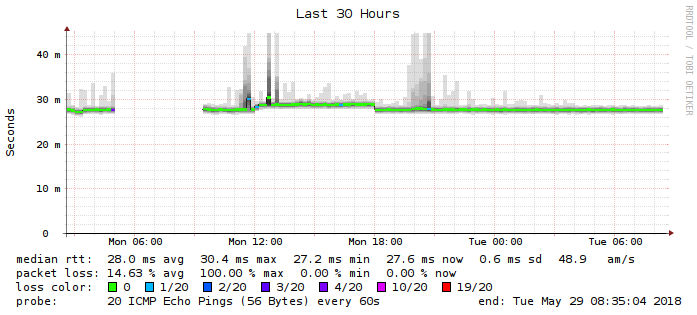 Last 30 Hours
RRDTOOL / TOBI OETIKER
Seconds
40 m
30 m
20 m
10 m
0
Mon 06:00 Mon 12:00 Mon 18:00 Tue 00:00 Tue 06:00
median rtt: 28.0 ms avg 30.4 ms max 27.2 ms min 27.6 ms now 0.6 ms sd 48.9 am/s
packet loss: 14.63 % avg 100.00 % max 0.00 % min 0.00 % now
loss color: 0 1/20 2/20 3/20 4/20 10/20 19/20
probe: 20 ICMP Echo Pings (56 Bytes) every 60s end: Tue May 29 08:35:04 2018